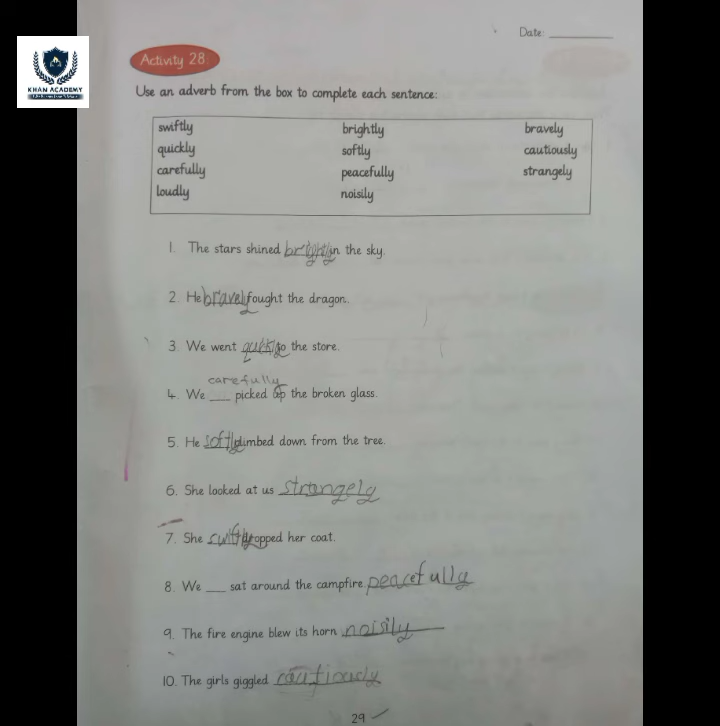 Date:
KHAN ACADEMY
Activity 28.
Use an adverb from the box to complete each sentence:
swiftly brightly bravely
quickly softly cautiously
carefully peacefully strangely
loudly noisily
1. The stars shined brightly in the sky.
2. He bravely fought the dragon.
3. We went to the store.
carefully
4. We ___ picked up the broken glass.
5. He softly climbed down from the tree.
6. She looked at us strangely
7. She swiftly dropped her coat.
8. We ___ sat around the campfire peacefully
9. The fire engine blew its horn noisily
10. The girls giggled cautiously
29